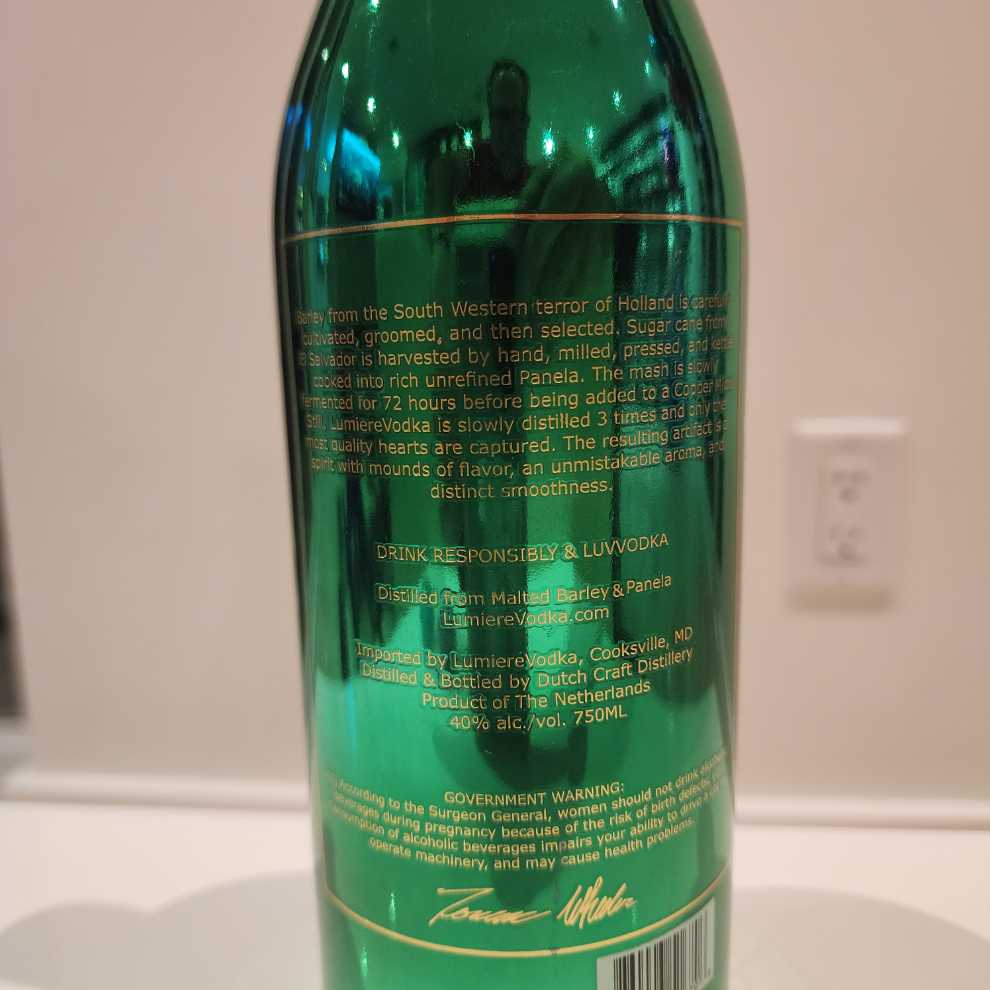 Barley from the South Western terror of Holland is carefully
cultivated, groomed, and then selected. Sugar cane from
El Selvador is harvested by hand, milled, pressed, and kettle
cooked into rich unrefined Panela. The mash is slowly
fermented for 72 hours before being added to a Copper
Still. LumiereVodka is slowly distilled 3 times and only the
most quality hearts are captured. The resulting artifact is a
spirit with mounds of flavor, an unmistakable aroma, and
distinct smoothness.
DRINK RESPONSIBLY & LUVVODKA
Distilled from Malted Barley & Panela
LumiereVodka.com
Imported by LumiereVodka, Cooksville, MD
Distilled & Bottled by Dutch Craft Distillery
Product of The Netherlands
40% alc./vol. 750ML
GOVERNMENT WARNING:
According to the Surgeon General, women should not drink alcoholic
beverages during pregnancy because of the risk of birth defects.
Consumption of alcoholic beverages impairs your ability to drive a car
operate machinery, and may cause health problems.